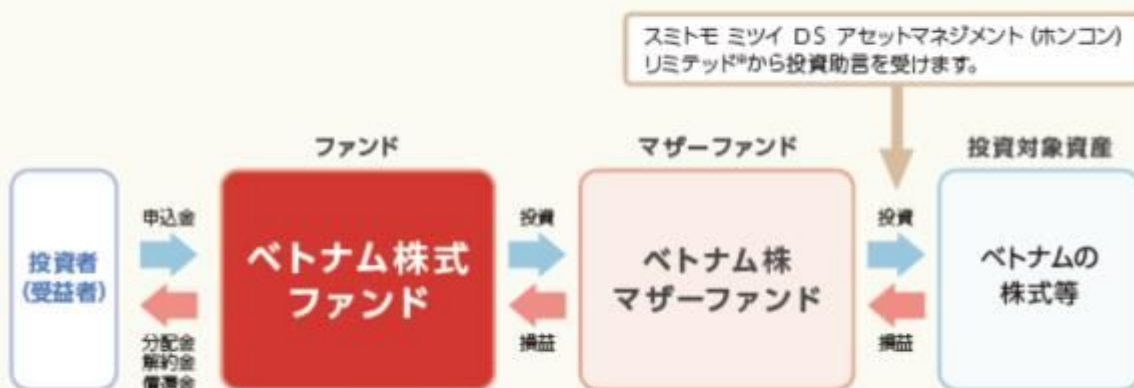 スミトモ ミツイ DS アセットマネジメント (ホンコン)
リミテッド※から投資助言を受けます。
ファンド
マザーファンド
投資対象資産
投資者
(受益者)
申込金
分配金
解約金
償還金
ベトナム株式
ファンド
投資
損益
ベトナム株
マザーファンド
投資
損益
ベトナムの
株式等